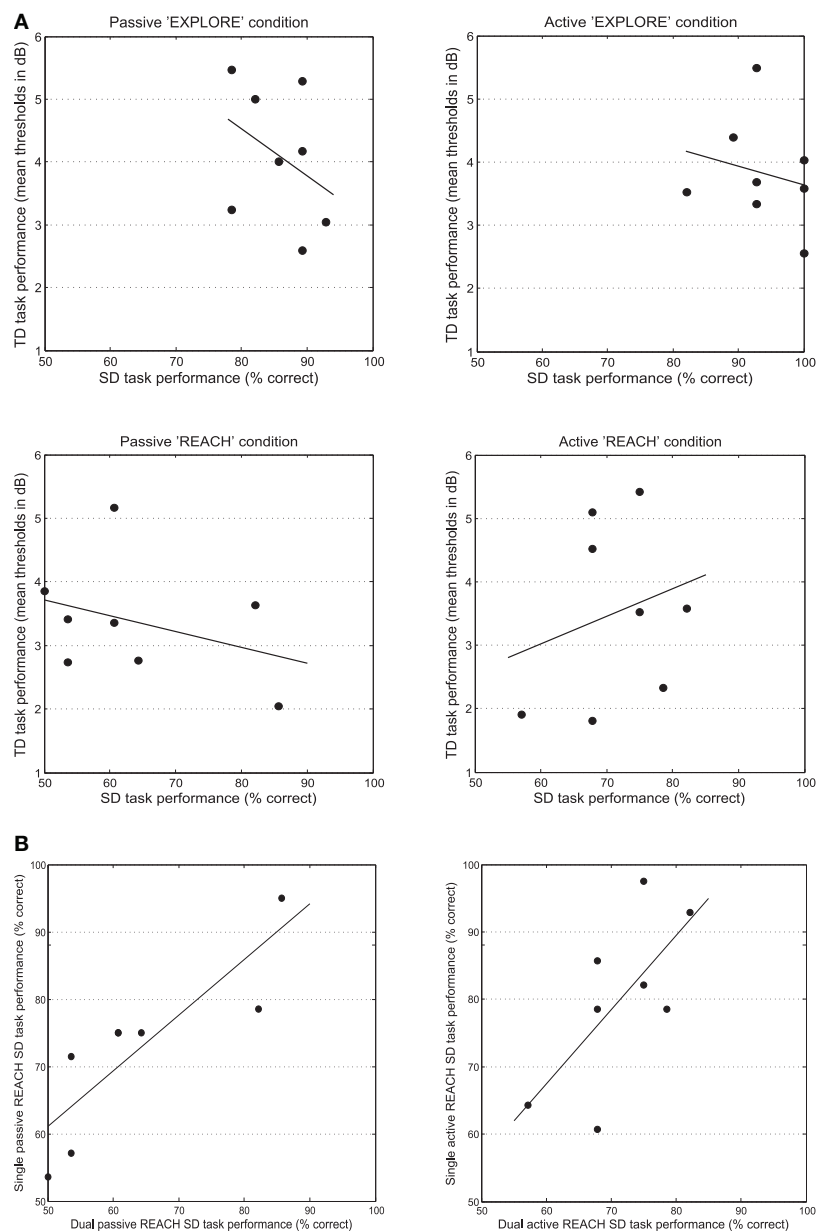 A
Passive 'EXPLORE' condition
TD task performance (mean thresholds in dB)
6
5
4
3
2
1
50 60 70 80 90 100
SD task performance (% correct)
Active 'EXPLORE' condition
TD task performance (mean thresholds in dB)
6
5
4
3
2
1
50 60 70 80 90 100
SD task performance (% correct)
Passive 'REACH' condition
TD task performance (mean thresholds in dB)
6
5
4
3
2
1
50 60 70 80 90 100
SD task performance (% correct)
Active 'REACH' condition
TD task performance (mean thresholds in dB)
6
5
4
3
2
1
50 60 70 80 90 100
SD task performance (% correct)
B
Single passive REACH SD task performance (% correct)
100
90
80
70
60
50
50 60 70 80 90 100
Dual passive REACH SD task performance (% correct)
Single active REACH SD task performance (% correct)
100
90
80
70
60
50
50 60 70 80 90 100
Dual active REACH SD task performance (% correct)